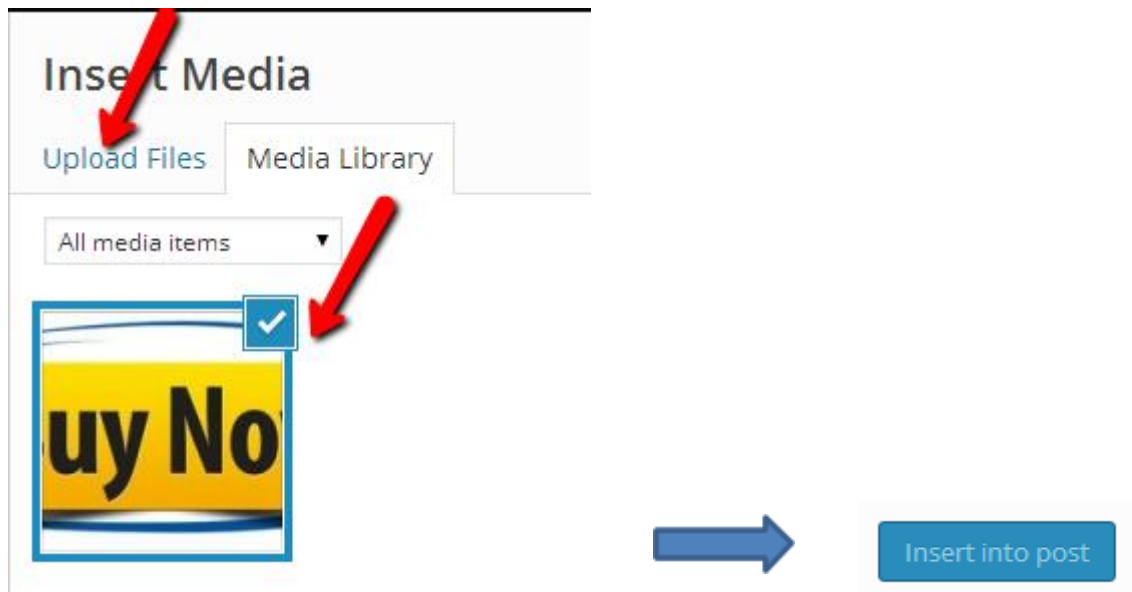 Insert Media
Upload Files
Media Library
All media items
uy No
Insert into post